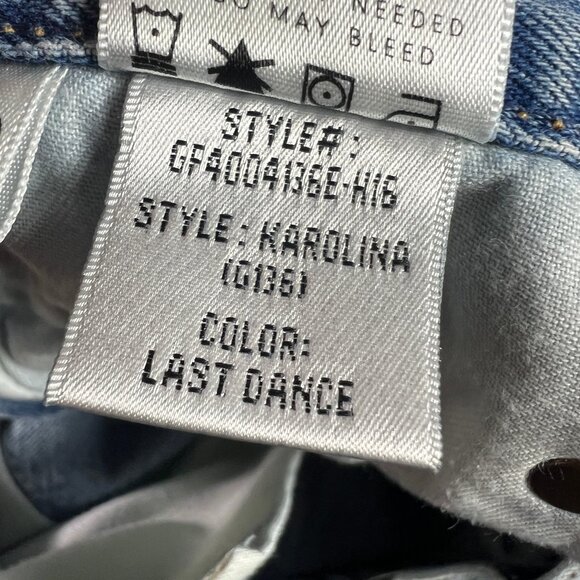 NEEDED
MAY BLEED
STYLE#:
GF4004136E-H16
STYLE: KAROLINA
(G136)
COLOR:
LAST DANCE